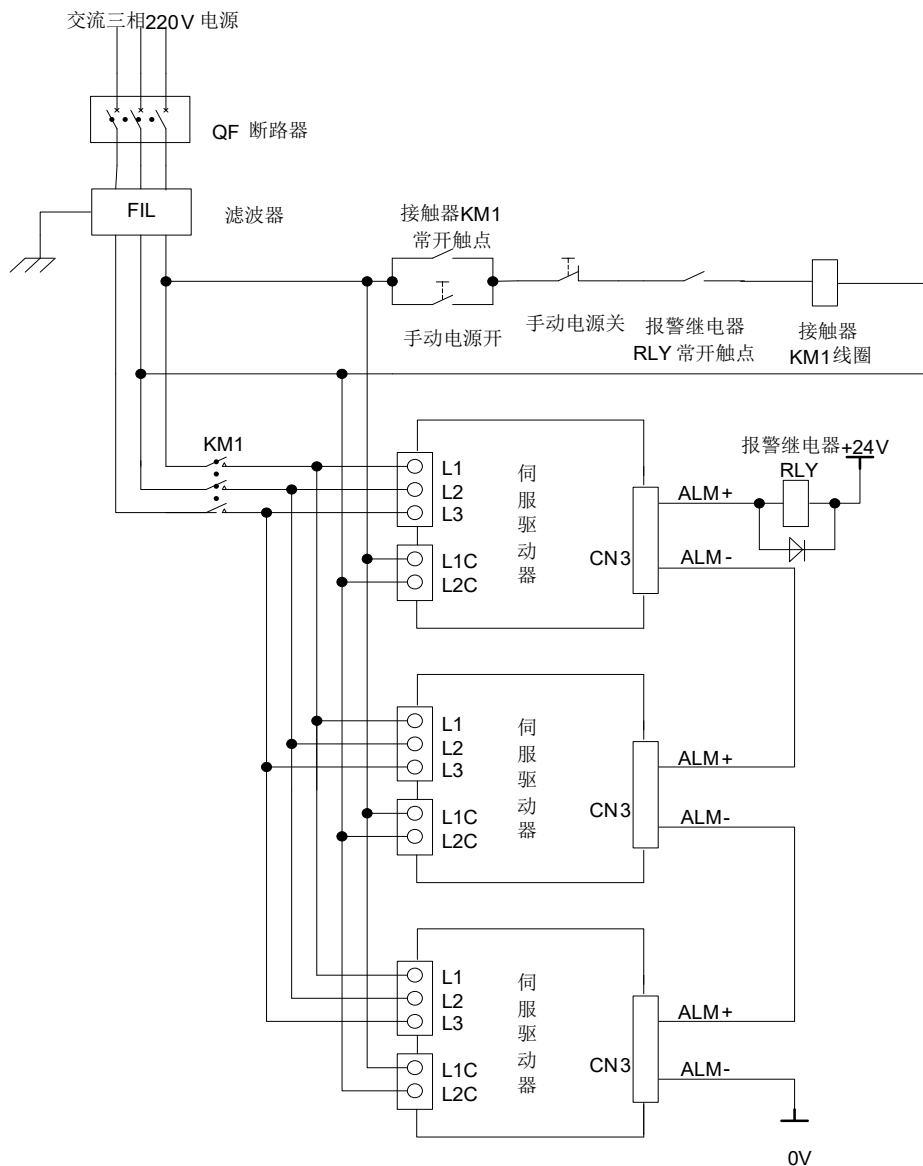 交流三相220V 电源
QF 断路器
FIL
滤波器
接触器KM1
常开触点
手动电源开
手动电源关
报警继电器
RLY 常开触点
接触器
KM1线圈
KM1
L1
L2
L3
L1C
L2C
伺服驱动器
CN3
ALM+
ALM-
报警继电器+24V
RLY
L1
L2
L3
L1C
L2C
伺服驱动器
CN3
ALM+
ALM-
L1
L2
L3
L1C
L2C
伺服驱动器
CN3
ALM+
ALM-
0V